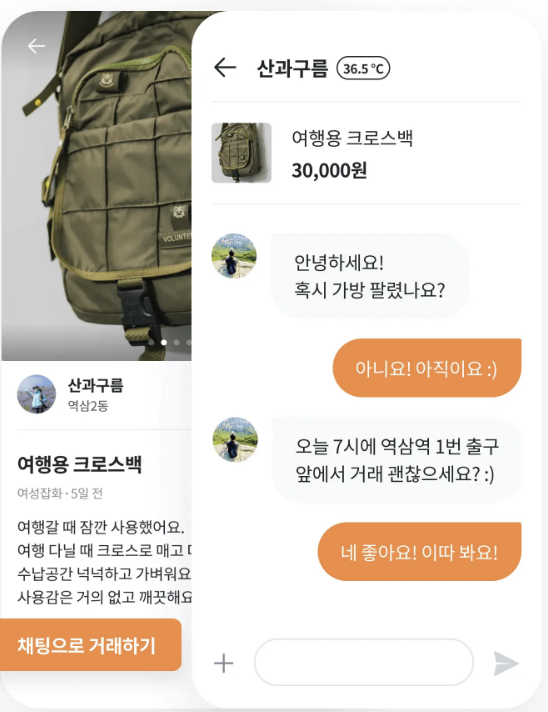 VOLUNTE
산과구름
역삼2동
여행용 크로스백
여성잡화 · 5일 전
여행갈 때 잠깐 사용했어요.
여행 다닐 때 크로스로 매고
수납공간 넉넉하고 가벼워요
사용감은 거의 없고 깨끗해요
채팅으로 거래하기
산과구름 36.5 °C
여행용 크로스백
30,000원
안녕하세요!
혹시 가방 팔렸나요?
아니요! 아직이요 :)
오늘 7시에 역삼역 1번 출구
앞에서 거래 괜찮으세요? :)
네 좋아요! 이따 봐요!